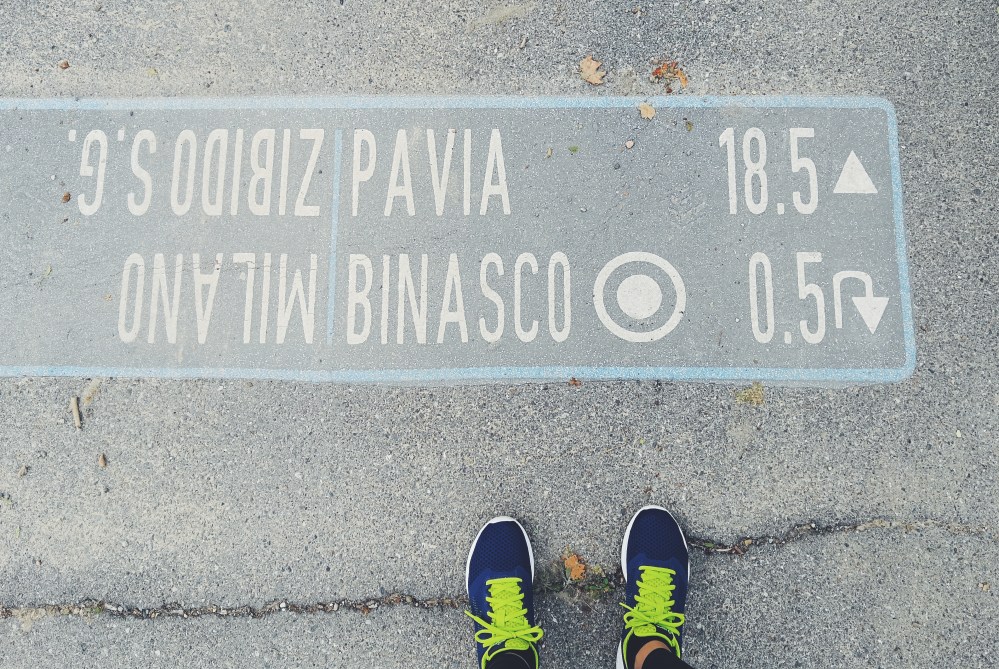 PAVIA 18.5
BINASCO 0.5
MILANO
ZIBIDO S.G.